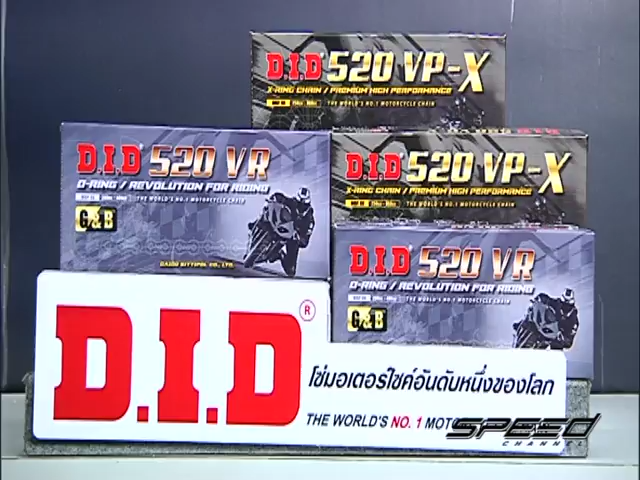 D.I.D 520 VP-X
X-RING CHAIN / PREMIUM HIGH PERFORMANCE
THE WORLD'S NO.1 MOTORCYCLE CHAIN
D.I.D 520 VR
O-RING / REVOLUTION FOR RIDING
THE WORLD'S NO.1 MOTORCYCLE CHAIN
G&B
DAIDO SITTIPOL CO., LTD.
D.I.D 520 VP-X
X-RING CHAIN / PREMIUM HIGH PERFORMANCE
THE WORLD'S NO.1 MOTORCYCLE CHAIN
D.I.D 520 VR
O-RING / REVOLUTION FOR RIDING
THE WORLD'S NO.1 MOTORCYCLE CHAIN
G&B
D.I.D ®
โซ่มอเตอร์ไซค์อันดับหนึ่งของโลก
THE WORLD'S NO. 1 MOT
SPEED
CHANNEL